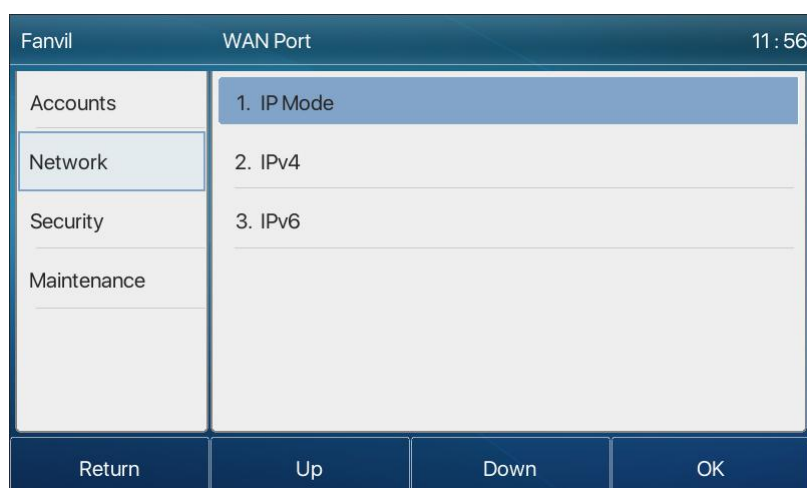 Fanvil WAN Port 11:56
Accounts
Network
Security
Maintenance
1. IP Mode
2. IPv4
3. IPv6
Return Up Down OK